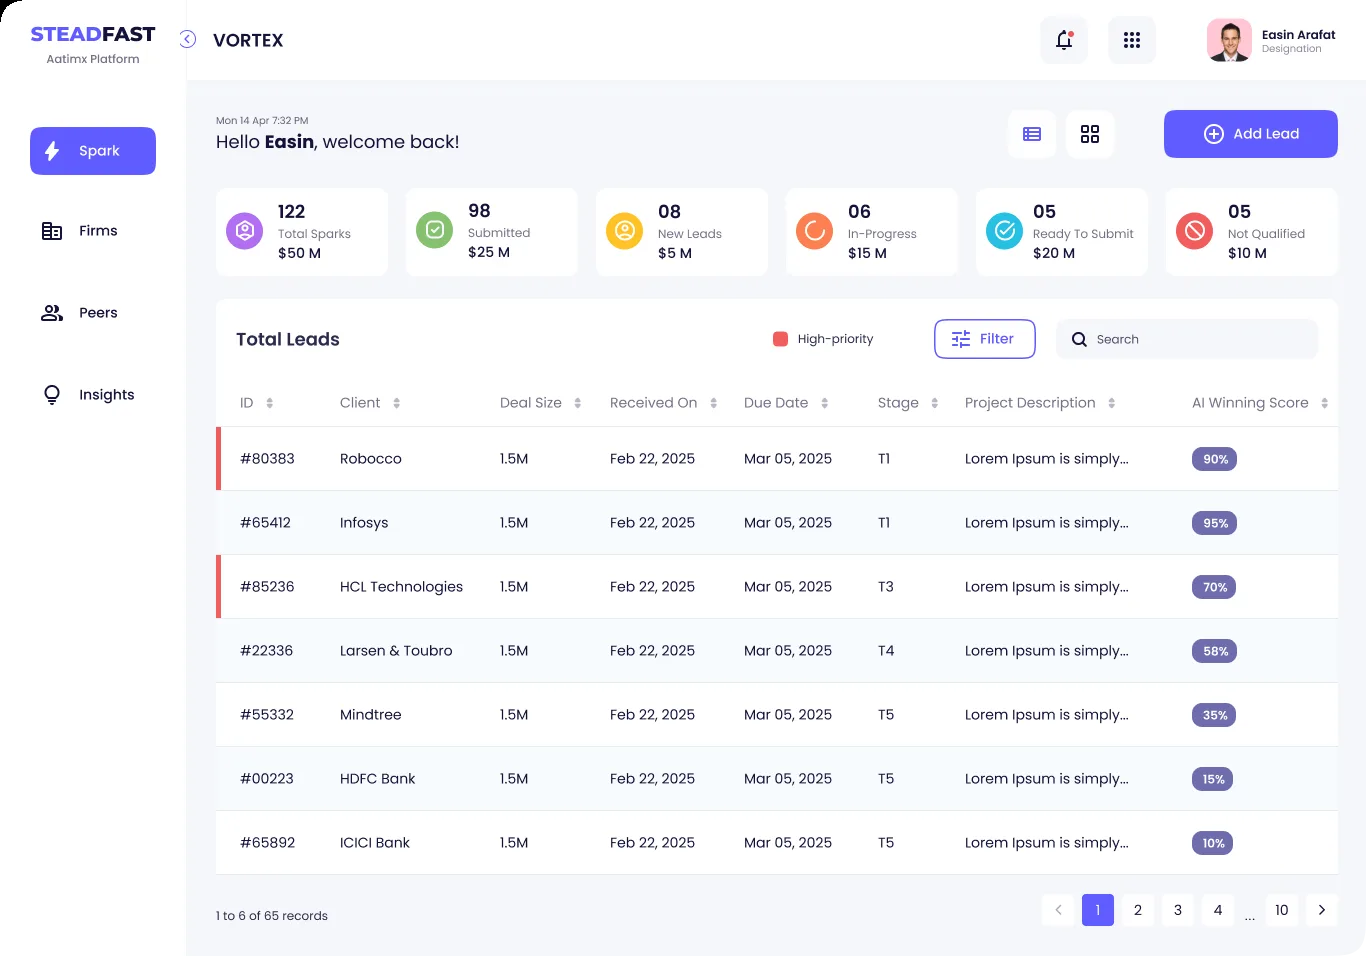 STEADFAST
Aatimx Platform
VORTEX
Easin Arafat
Designation
Spark
Firms
Peers
Insights
Mon 14 Apr 7:32 PM
Hello Easin, welcome back!
Add Lead
122
Total Sparks
$50 M
98
Submitted
$25 M
08
New Leads
$5 M
06
In-Progress
$15 M
05
Ready To Submit
$20 M
05
Not Qualified
$10 M
Total Leads
High-priority
Filter
Search
ID Client Deal Size Received On Due Date Stage Project Description AI Winning Score
#80383 Robocco 1.5M Feb 22, 2025 Mar 05, 2025 T1 Lorem Ipsum is simply... 90%
#65412 Infosys 1.5M Feb 22, 2025 Mar 05, 2025 T1 Lorem Ipsum is simply... 95%
#85236 HCL Technologies 1.5M Feb 22, 2025 Mar 05, 2025 T3 Lorem Ipsum is simply... 70%
#22336 Larsen & Toubro 1.5M Feb 22, 2025 Mar 05, 2025 T4 Lorem Ipsum is simply... 58%
#55332 Mindtree 1.5M Feb 22, 2025 Mar 05, 2025 T5 Lorem Ipsum is simply... 35%
#00223 HDFC Bank 1.5M Feb 22, 2025 Mar 05, 2025 T5 Lorem Ipsum is simply... 15%
#65892 ICICI Bank 1.5M Feb 22, 2025 Mar 05, 2025 T5 Lorem Ipsum is simply... 10%
1 to 6 of 65 records
1 2 3 4 ... 10